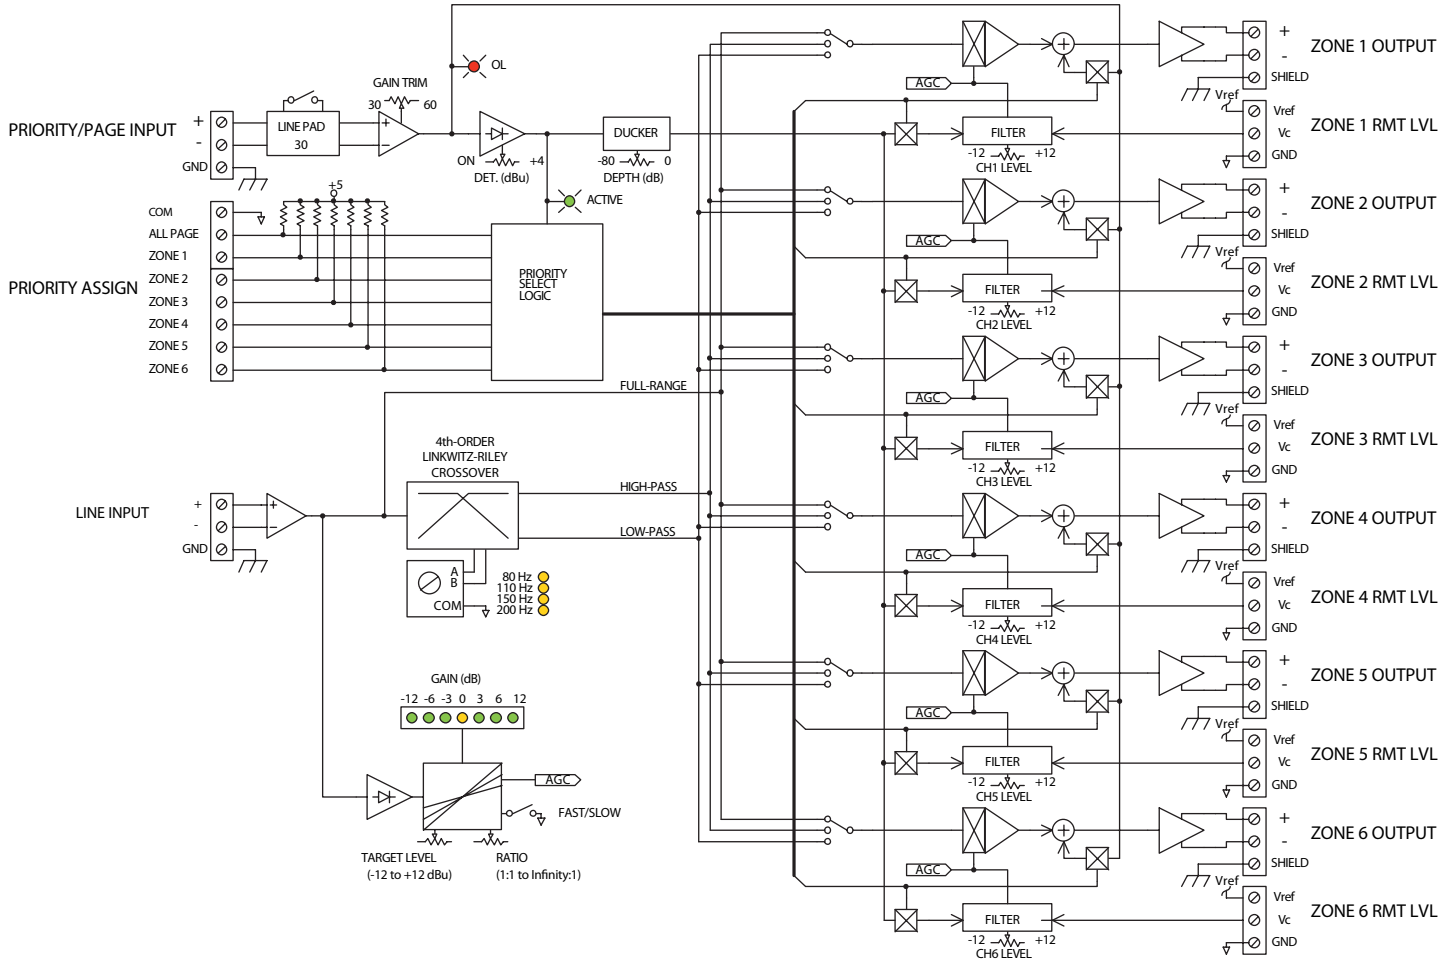 OL
GAIN TRIM
30 60
PRIORITY/PAGE INPUT
+
-
GND
LINE PAD
30
+
-
ON +4
DET. (dBu)
DUCKER
-80 0
DEPTH (dB)
ACTIVE
+5
PRIORITY ASSIGN
COM
ALL PAGE
ZONE 1
ZONE 2
ZONE 3
ZONE 4
ZONE 5
ZONE 6
PRIORITY
SELECT
LOGIC
FULL-RANGE
4th-ORDER
LINKWITZ-RILEY
CROSSOVER
HIGH-PASS
LOW-PASS
LINE INPUT
+
-
GND
+
-
A
B
COM
80 Hz
110 Hz
150 Hz
200 Hz
GAIN (dB)
-12 -6 -3 0 3 6 12
AGC
FAST/SLOW
TARGET LEVEL
(-12 to +12 dBu)
RATIO
(1:1 to Infinity:1)
+
AGC
FILTER
-12 +12
CH1 LEVEL
+
-
SHIELD
ZONE 1 OUTPUT
Vref
Vref
Vc
GND
ZONE 1 RMT LVL
+
AGC
FILTER
-12 +12
CH2 LEVEL
+
-
SHIELD
ZONE 2 OUTPUT
Vref
Vref
Vc
GND
ZONE 2 RMT LVL
+
AGC
FILTER
-12 +12
CH3 LEVEL
+
-
SHIELD
ZONE 3 OUTPUT
Vref
Vref
Vc
GND
ZONE 3 RMT LVL
+
AGC
FILTER
-12 +12
CH4 LEVEL
+
-
SHIELD
ZONE 4 OUTPUT
Vref
Vref
Vc
GND
ZONE 4 RMT LVL
+
AGC
FILTER
-12 +12
CH5 LEVEL
+
-
SHIELD
ZONE 5 OUTPUT
Vref
Vref
Vc
GND
ZONE 5 RMT LVL
+
AGC
FILTER
-12 +12
CH6 LEVEL
+
-
SHIELD
ZONE 6 OUTPUT
Vref
Vref
Vc
GND
ZONE 6 RMT LVL